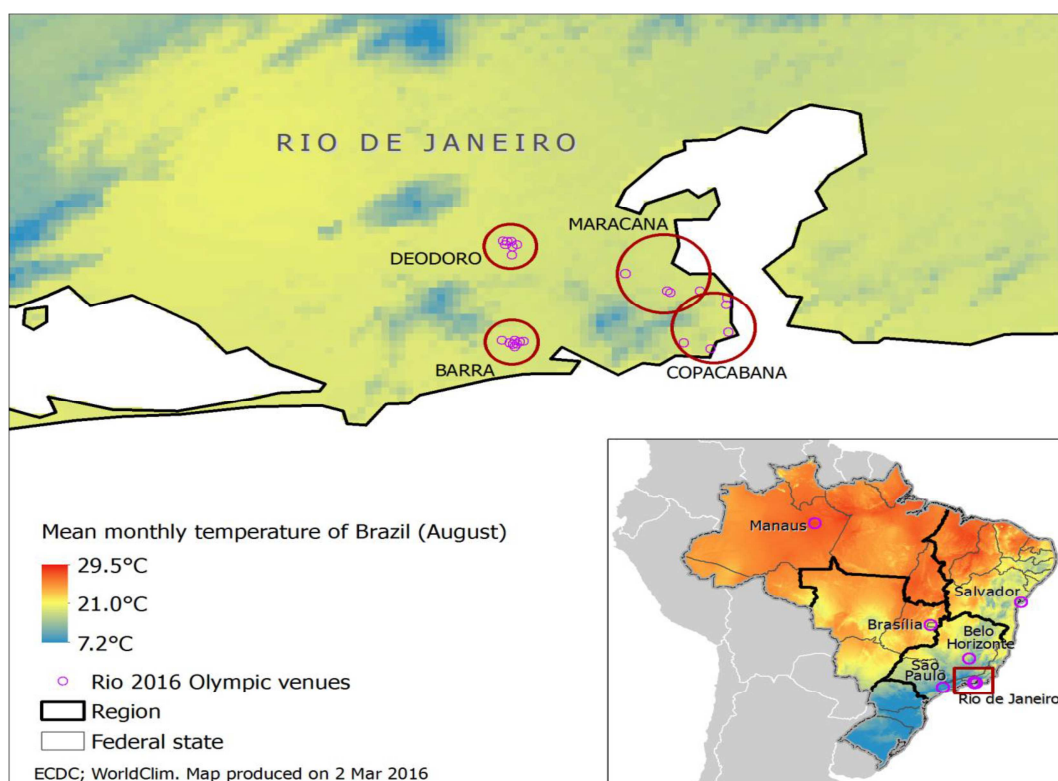 RIO DE JANEIRO
MARACANA
DEODORO
BARRA
COPACABANA
Mean monthly temperature of Brazil (August)
29.5°C
21.0°C
7.2°C
Rio 2016 Olympic venues
Region
Federal state
ECDC; WorldClim. Map produced on 2 Mar 2016
Manaus
Salvador
Brasília
Belo
Horizonte
São
Paulo
Rio de Janeiro